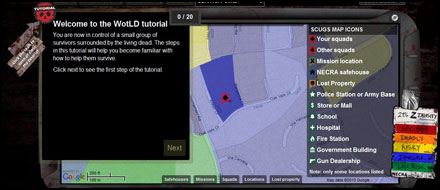 TUTORIAL
Welcome to the WotLD tutorial
You are now in control of a small group of
survivors surrounded by the living dead. The steps
in this tutorial will help you become familiar with
how to help them survive.
Click next to see the first step of the tutorial.
Next
0 / 20
SCUGS MAP ICONS
Your squads
Other squads
Mission location
NECRA safehouse
Lost Property
Police Station or Army Base
Store or Mall
School
Hospital
Fire Station
Government Building
Gun Dealership
Note: only some locations listed
Google
200 ft
100 m
Map data ©2010 Google
Safehouses
Missions
Squads
Locations
Lost property
DEADLY
RISKY